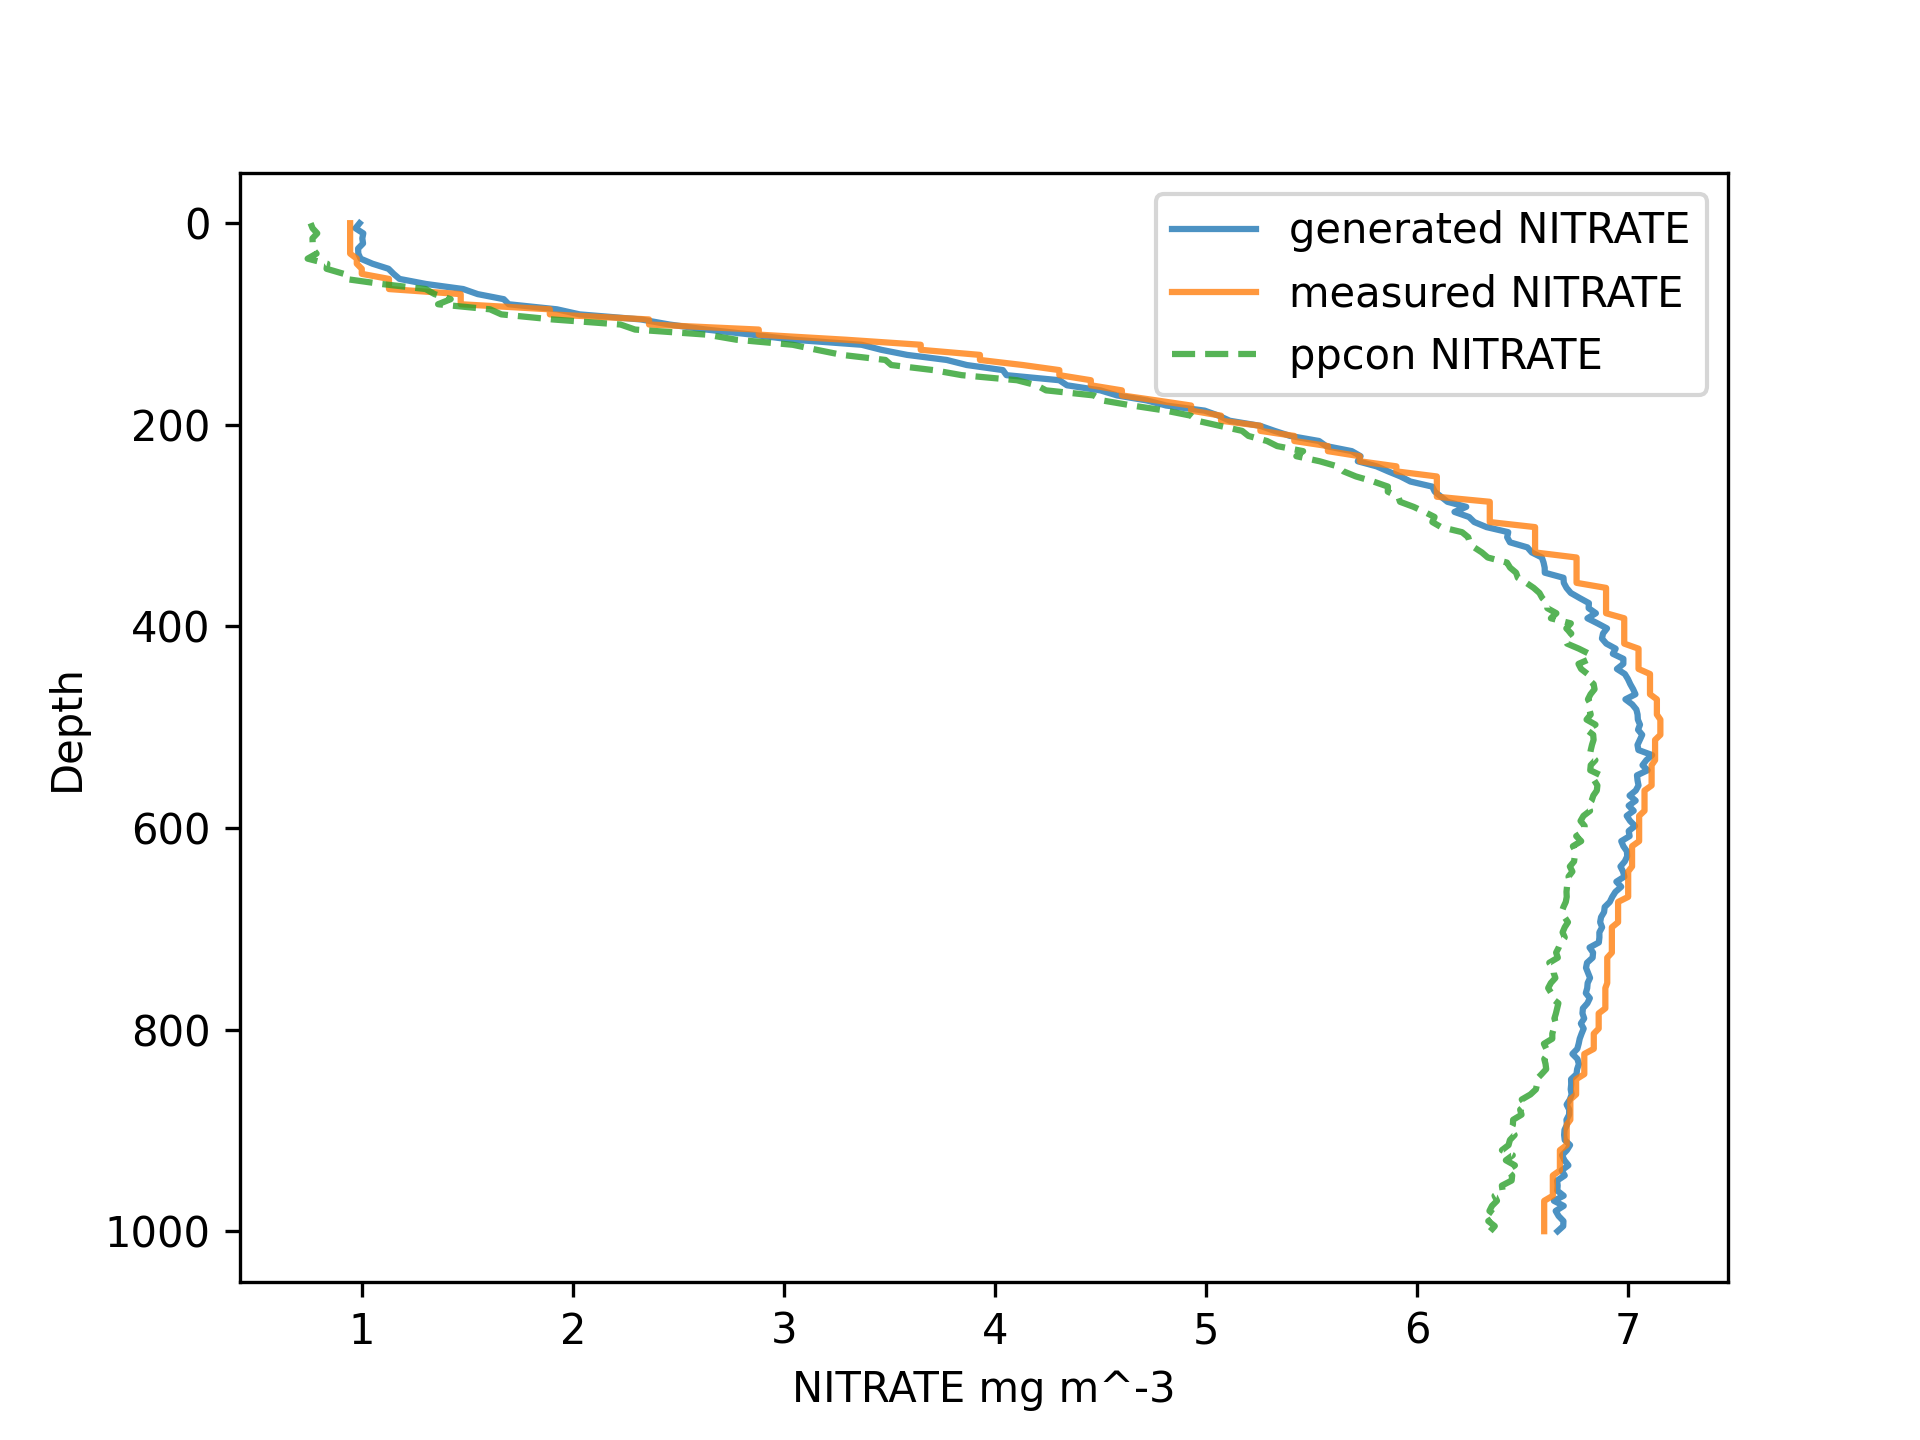 generated NITRATE
measured NITRATE
ppcon NITRATE
0
200
400
600
800
1000
Depth
1 2 3 4 5 6 7
NITRATE mg m^-3